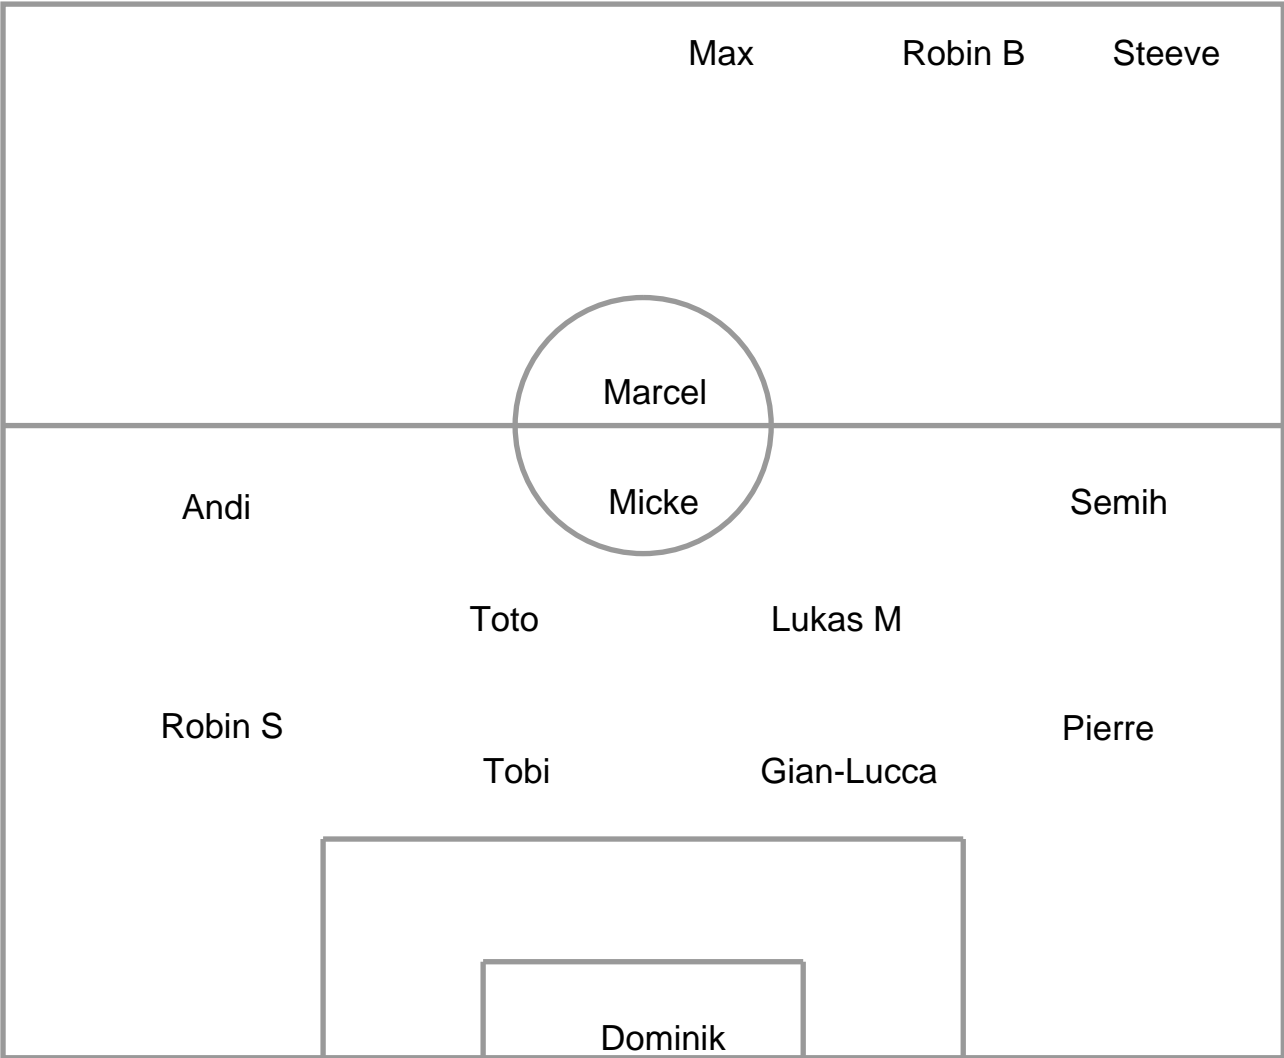 Max Robin B Steeve
Marcel
Andi Micke Semih
Toto Lukas M
Robin S Pierre
Tobi Gian-Lucca
Dominik